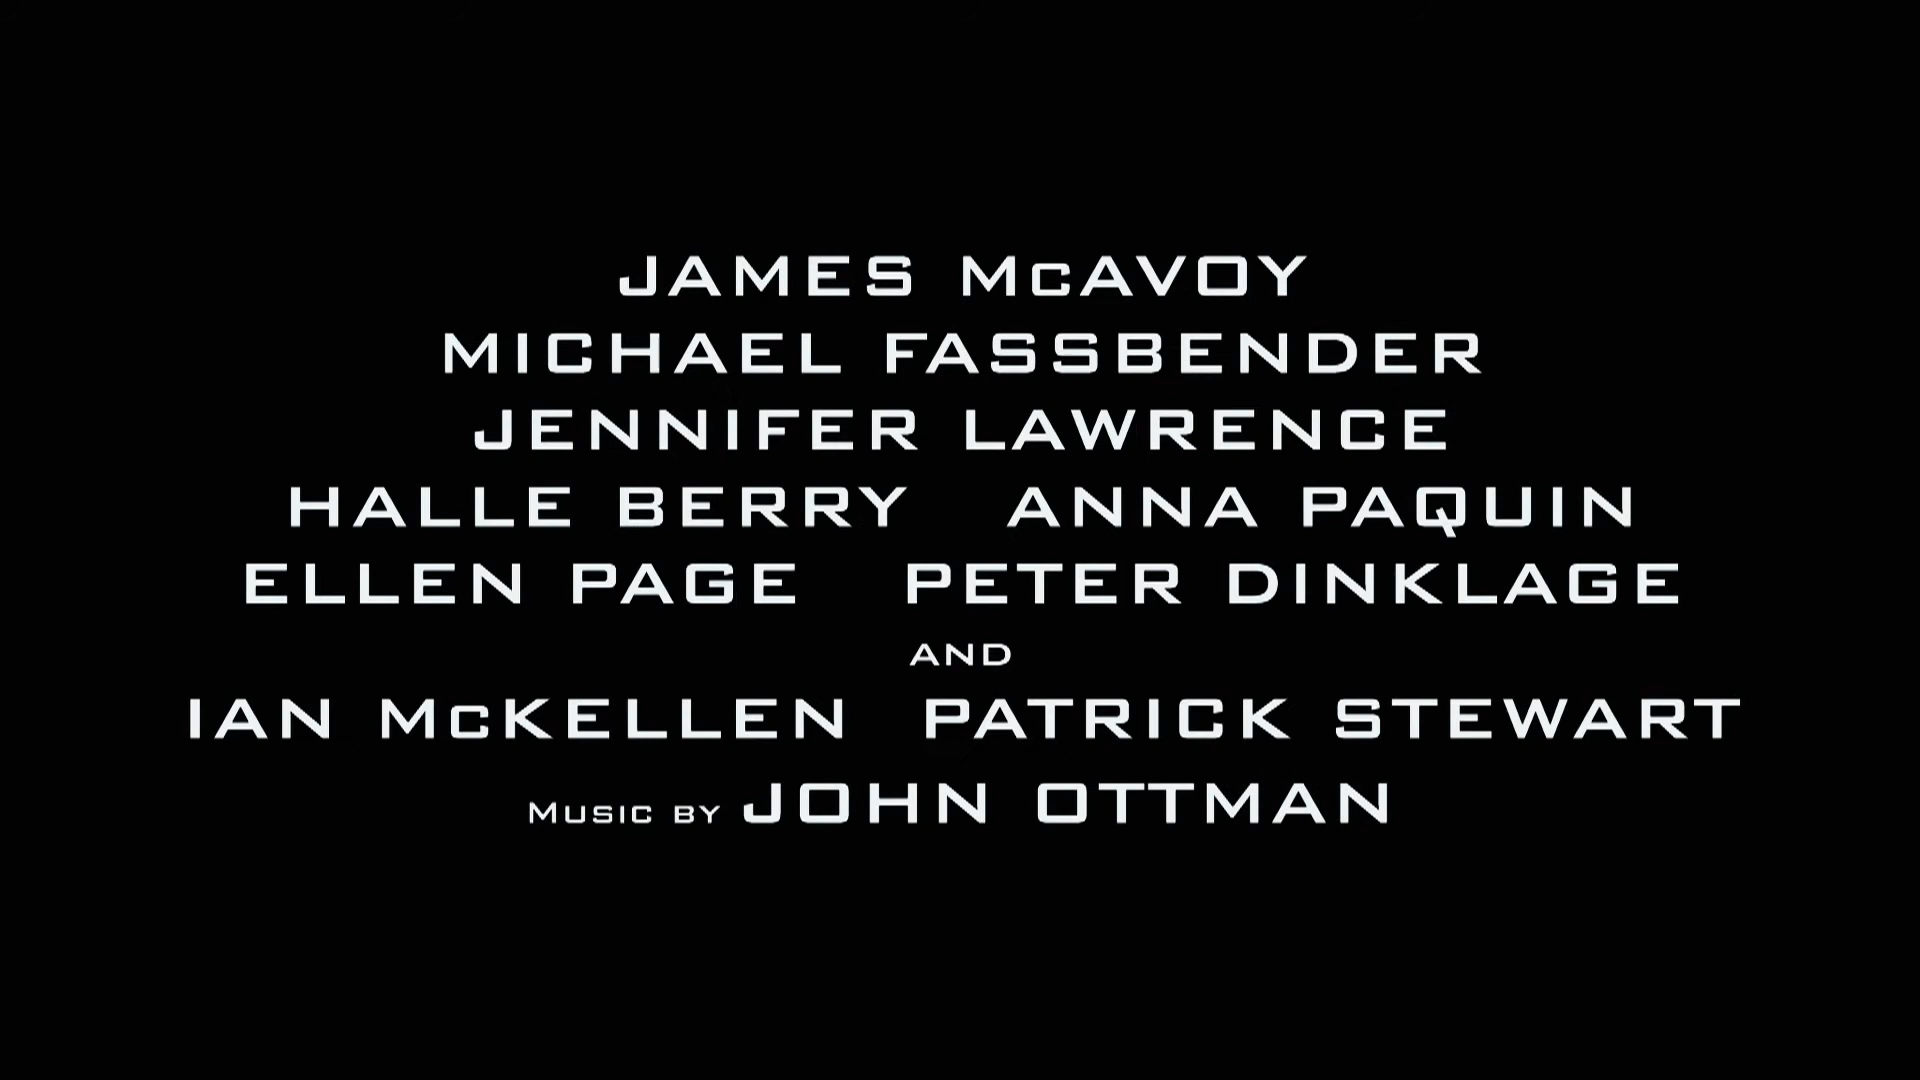 JAMES McAVOY
MICHAEL FASSBENDER
JENNIFER LAWRENCE
HALLE BERRY ANNA PAQUIN
ELLEN PAGE PETER DINKLAGE
AND
IAN McKELLEN PATRICK STEWART
MUSIC BY JOHN OTTMAN